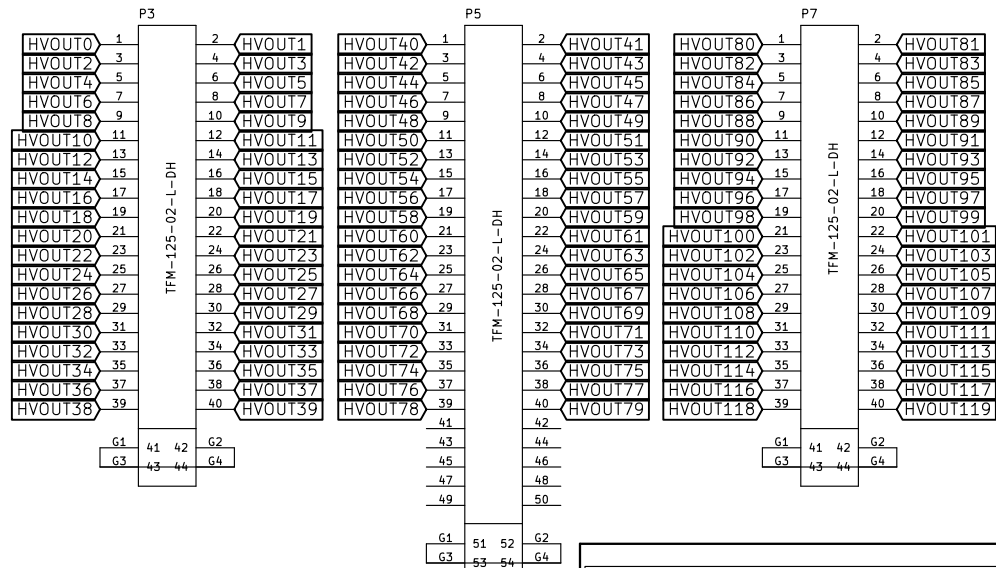 P3 P5 P7
HVOUT0 1 2 HVOUT1 HVOUT40 1 2 HVOUT41 HVOUT80 1 2 HVOUT81
HVOUT2 3 4 HVOUT3 HVOUT42 3 4 HVOUT43 HVOUT82 3 4 HVOUT83
HVOUT4 5 6 HVOUT5 HVOUT44 5 6 HVOUT45 HVOUT84 5 6 HVOUT85
HVOUT6 7 8 HVOUT7 HVOUT46 7 8 HVOUT47 HVOUT86 7 8 HVOUT87
HVOUT8 9 10 HVOUT9 HVOUT48 9 10 HVOUT49 HVOUT88 9 10 HVOUT89
HVOUT10 11 12 HVOUT11 HVOUT50 11 12 HVOUT51 HVOUT90 11 12 HVOUT91
HVOUT12 13 14 HVOUT13 HVOUT52 13 14 HVOUT53 HVOUT92 13 14 HVOUT93
HVOUT14 15 16 HVOUT15 HVOUT54 15 16 HVOUT55 HVOUT94 15 16 HVOUT95
HVOUT16 17 18 HVOUT17 HVOUT56 17 18 HVOUT57 HVOUT96 17 18 HVOUT97
HVOUT18 19 20 HVOUT19 HVOUT58 19 20 HVOUT59 HVOUT98 19 20 HVOUT99
HVOUT20 21 22 HVOUT21 HVOUT60 21 22 HVOUT61 HVOUT100 21 22 HVOUT101
HVOUT22 23 24 HVOUT23 HVOUT62 23 24 HVOUT63 HVOUT102 23 24 HVOUT103
HVOUT24 25 26 HVOUT25 HVOUT64 25 26 HVOUT65 HVOUT104 25 26 HVOUT105
HVOUT26 27 28 HVOUT27 HVOUT66 27 28 HVOUT67 HVOUT106 27 28 HVOUT107
HVOUT28 29 30 HVOUT29 HVOUT68 29 30 HVOUT69 HVOUT108 29 30 HVOUT109
HVOUT30 31 32 HVOUT31 HVOUT70 31 32 HVOUT71 HVOUT110 31 32 HVOUT111
HVOUT32 33 34 HVOUT33 HVOUT72 33 34 HVOUT73 HVOUT112 33 34 HVOUT113
HVOUT34 35 36 HVOUT35 HVOUT74 35 36 HVOUT75 HVOUT114 35 36 HVOUT115
HVOUT36 37 38 HVOUT37 HVOUT76 37 38 HVOUT77 HVOUT116 37 38 HVOUT117
HVOUT38 39 40 HVOUT39 HVOUT78 39 40 HVOUT79 HVOUT118 39 40 HVOUT119
TFM-125-02-L-DH
TFM-125-02-L-DH
TFM-125-02-L-DH
41 42
G1 41 42 G2 43 44 G1 41 42 G2
G3 43 44 G4 45 46 G3 43 44 G4
47 48
49 50
G1 51 52 G2
G3 53 54 G4